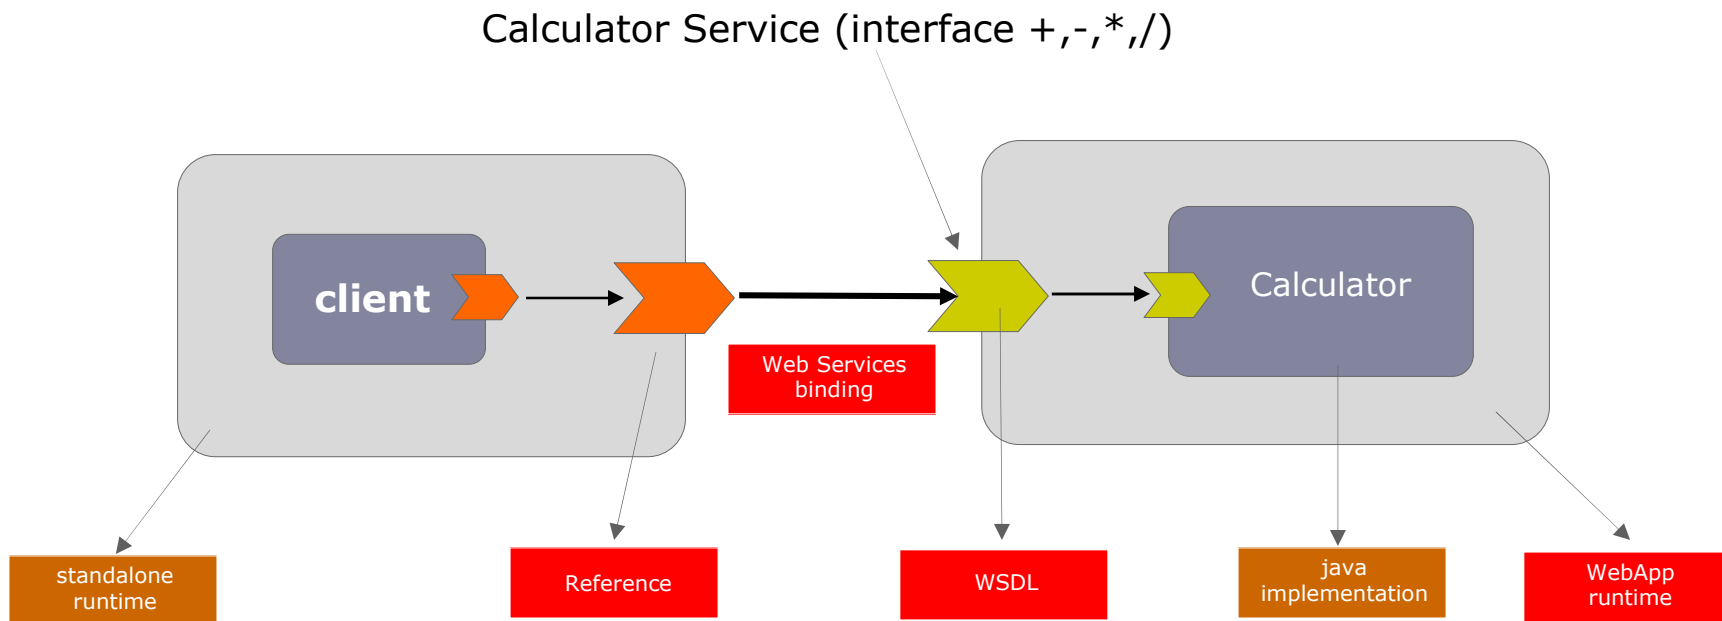 Calculator Service (interface +,-,*,/)
client
Calculator
Web Services
binding
standalone
runtime
Reference
WSDL
java
implementation
WebApp
runtime